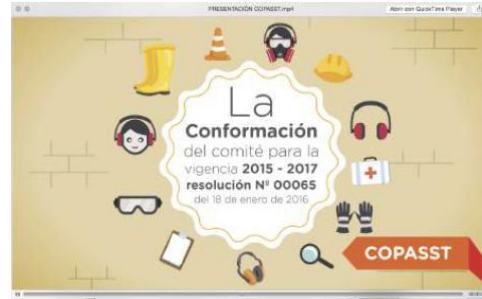 PRESENTACIÓN COPASST.mp4
Abrir con QuickTime Player
La
Conformación
del comité para la
vigencia 2015 - 2017
resolución Nº 00065
del 18 de enero de 2016
COPASST